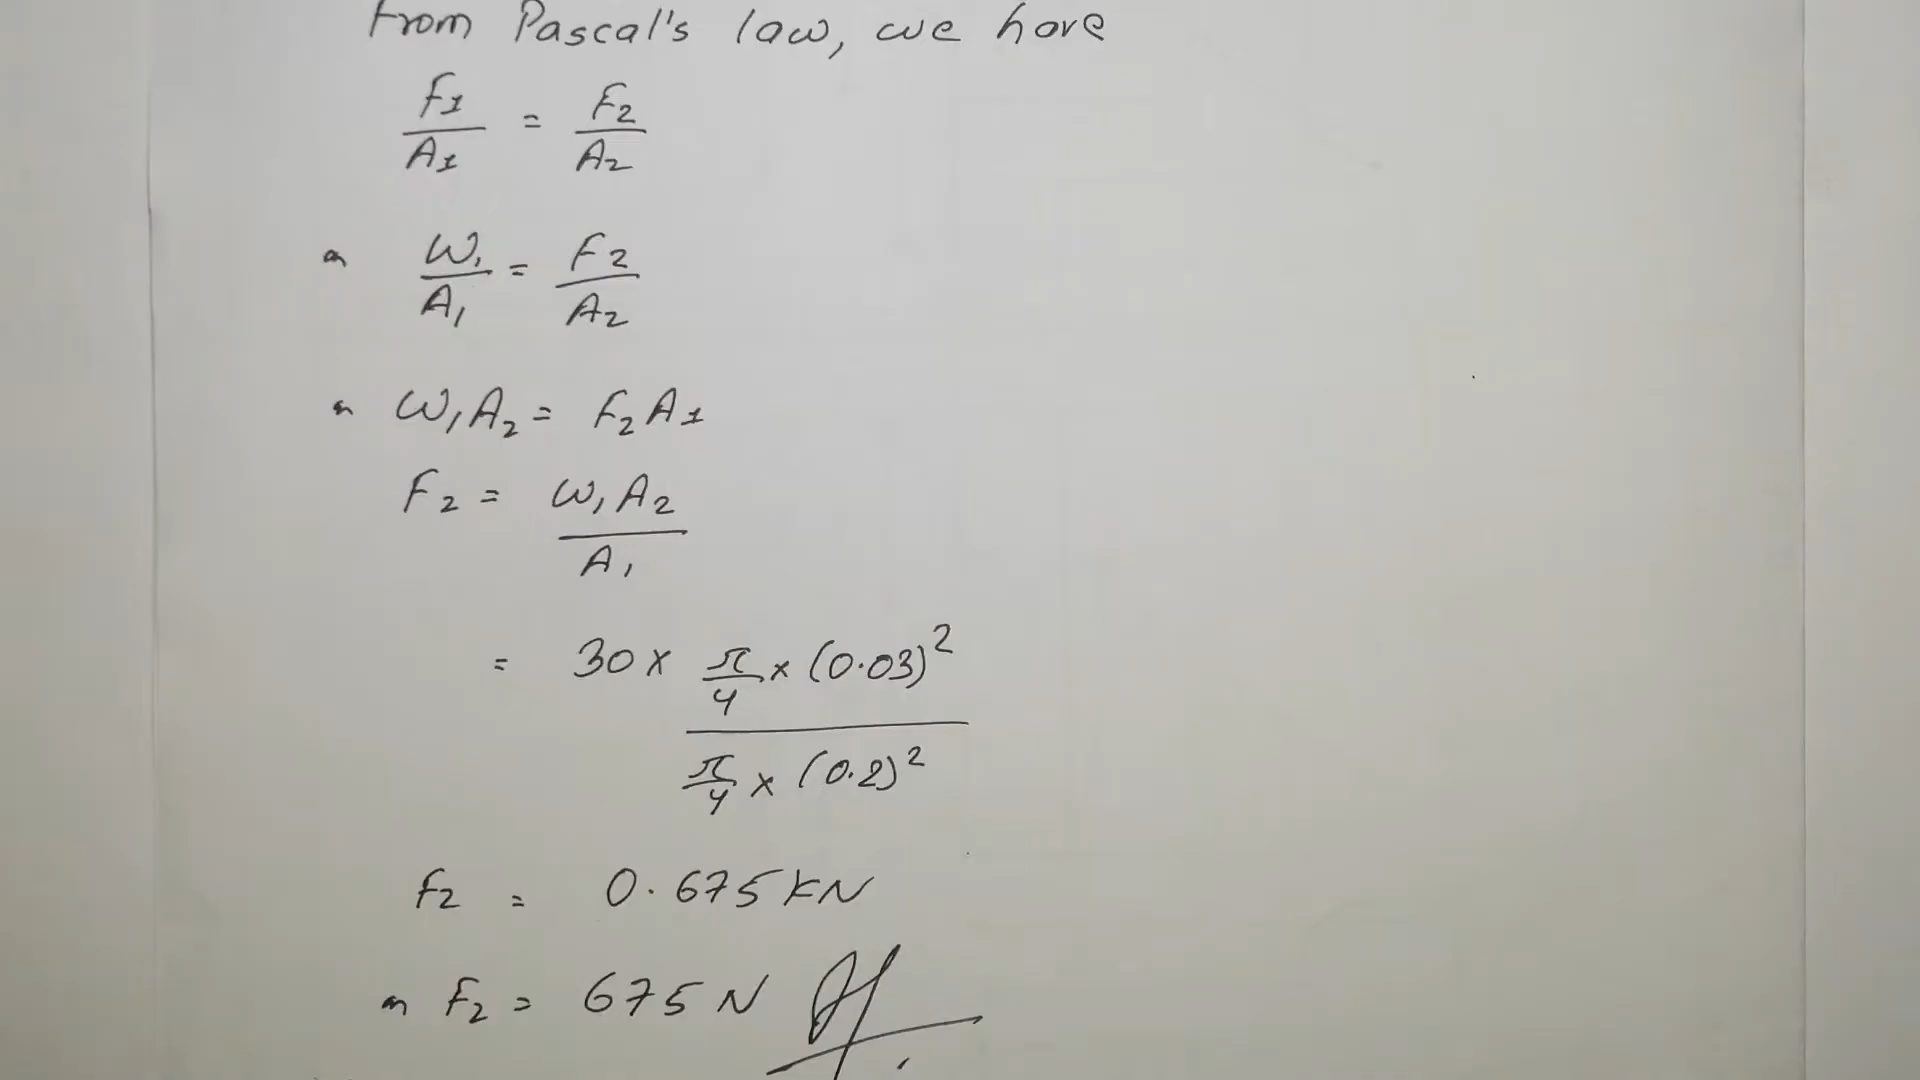 From Pascal's law, we have
F1/A1 = F2/A2
W1/A1 = F2/A2
W1A2 = F2A1
F2 = W1A2/A1
= 30 x π/4 x (0.03)² / π/4 x (0.2)²
F2 = 0.675 KN
F2 = 675 N